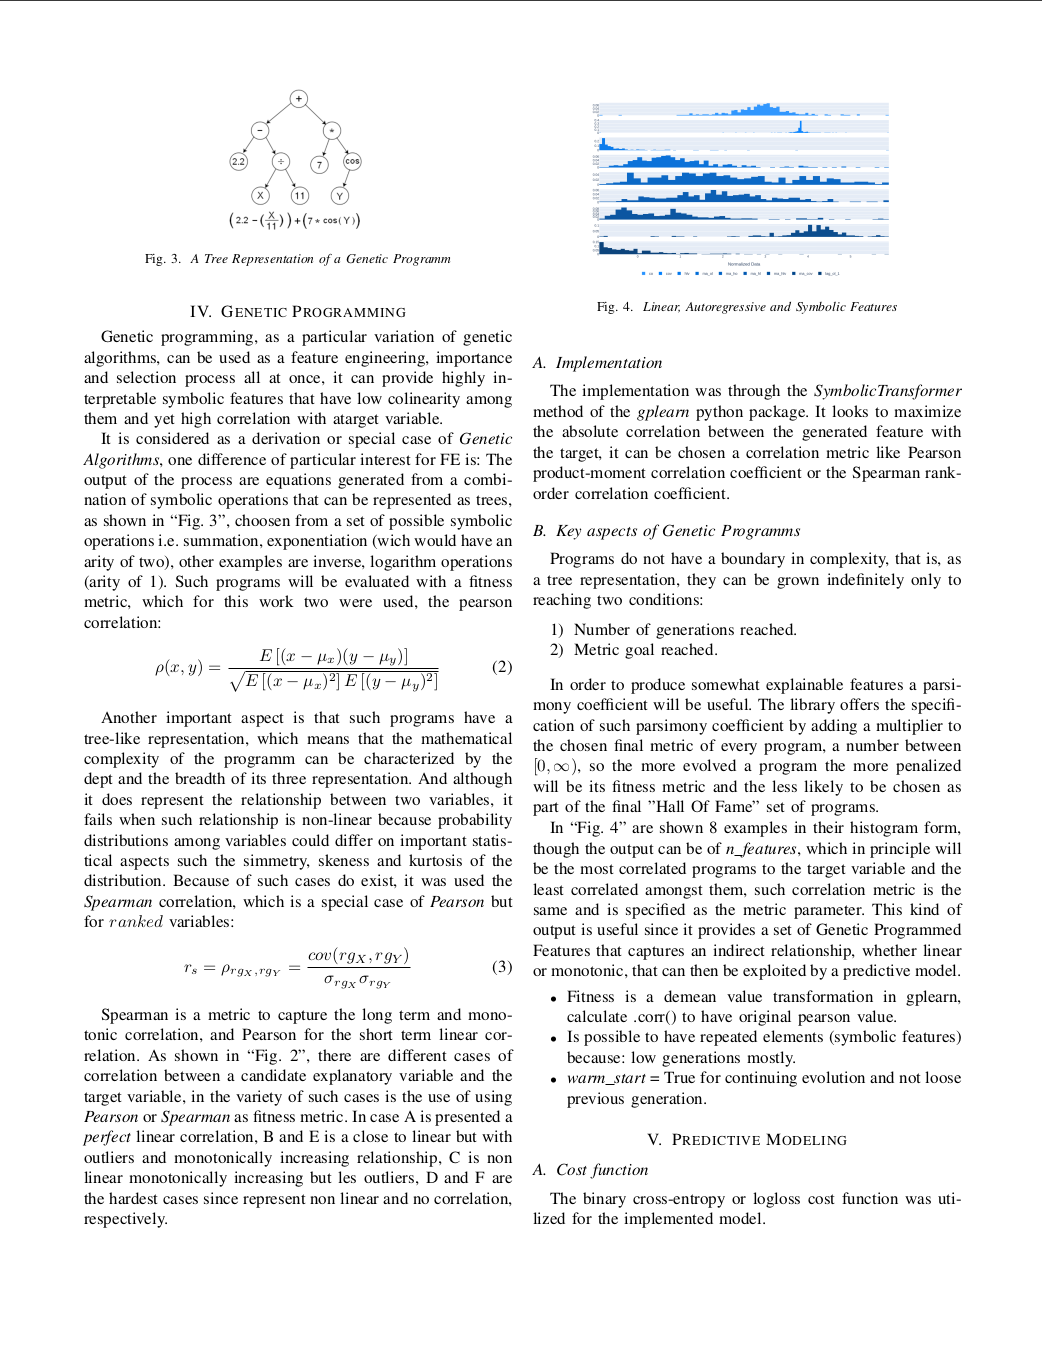 +
−
*
2.2
÷
7
cos
X
11
Y
(2.2 − (X/11)) + (7 * cos(Y))
Fig. 3. A Tree Representation of a Genetic Programm
IV. GENETIC PROGRAMMING
Genetic programming, as a particular variation of genetic
algorithms, can be used as a feature engineering, importance
and selection process all at once, it can provide highly in-
terpretable symbolic features that have low colinearity among
them and yet high correlation with atarget variable.
It is considered as a derivation or special case of Genetic
Algorithms, one difference of particular interest for FE is: The
output of the process are equations generated from a combi-
nation of symbolic operations that can be represented as trees,
as shown in “Fig. 3”, choosen from a set of possible symbolic
operations i.e. summation, exponentiation (wich would have an
arity of two), other examples are inverse, logarithm operations
(arity of 1). Such programs will be evaluated with a fitness
metric, which for this work two were used, the pearson
correlation:
ρ(x, y) = E [(x − μx)(y − μy)] / √(E [(x − μx)²] E [(y − μy)²]) (2)
Another important aspect is that such programs have a
tree-like representation, which means that the mathematical
complexity of the programm can be characterized by the
dept and the breadth of its three representation. And although
it does represent the relationship between two variables, it
fails when such relationship is non-linear because probability
distributions among variables could differ on important statis-
tical aspects such the simmetry, skeness and kurtosis of the
distribution. Because of such cases do exist, it was used the
Spearman correlation, which is a special case of Pearson but
for ranked variables:
rs = ρrgX,rgY = cov(rgX, rgY) / σrgX σrgY (3)
Spearman is a metric to capture the long term and mono-
tonic correlation, and Pearson for the short term linear cor-
relation. As shown in “Fig. 2”, there are different cases of
correlation between a candidate explanatory variable and the
target variable, in the variety of such cases is the use of using
Pearson or Spearman as fitness metric. In case A is presented a
perfect linear correlation, B and E is a close to linear but with
outliers and monotonically increasing relationship, C is non
linear monotonically increasing but les outliers, D and F are
the hardest cases since represent non linear and no correlation,
respectively.
Normalized Data
Fig. 4. Linear, Autoregressive and Symbolic Features
A. Implementation
The implementation was through the SymbolicTransformer
method of the gplearn python package. It looks to maximize
the absolute correlation between the generated feature with
the target, it can be chosen a correlation metric like Pearson
product-moment correlation coefficient or the Spearman rank-
order correlation coefficient.
B. Key aspects of Genetic Programms
Programs do not have a boundary in complexity, that is, as
a tree representation, they can be grown indefinitely only to
reaching two conditions:
1) Number of generations reached.
2) Metric goal reached.
In order to produce somewhat explainable features a parsi-
mony coefficient will be useful. The library offers the specifi-
cation of such parsimony coefficient by adding a multiplier to
the chosen final metric of every program, a number between
[0, ∞), so the more evolved a program the more penalized
will be its fitness metric and the less likely to be chosen as
part of the final ”Hall Of Fame” set of programs.
In “Fig. 4” are shown 8 examples in their histogram form,
though the output can be of n_features, which in principle will
be the most correlated programs to the target variable and the
least correlated amongst them, such correlation metric is the
same and is specified as the metric parameter. This kind of
output is useful since it provides a set of Genetic Programmed
Features that captures an indirect relationship, whether linear
or monotonic, that can then be exploited by a predictive model.
• Fitness is a demean value transformation in gplearn,
calculate .corr() to have original pearson value.
• Is possible to have repeated elements (symbolic features)
because: low generations mostly.
• warm_start = True for continuing evolution and not loose
previous generation.
V. PREDICTIVE MODELING
A. Cost function
The binary cross-entropy or logloss cost function was uti-
lized for the implemented model.